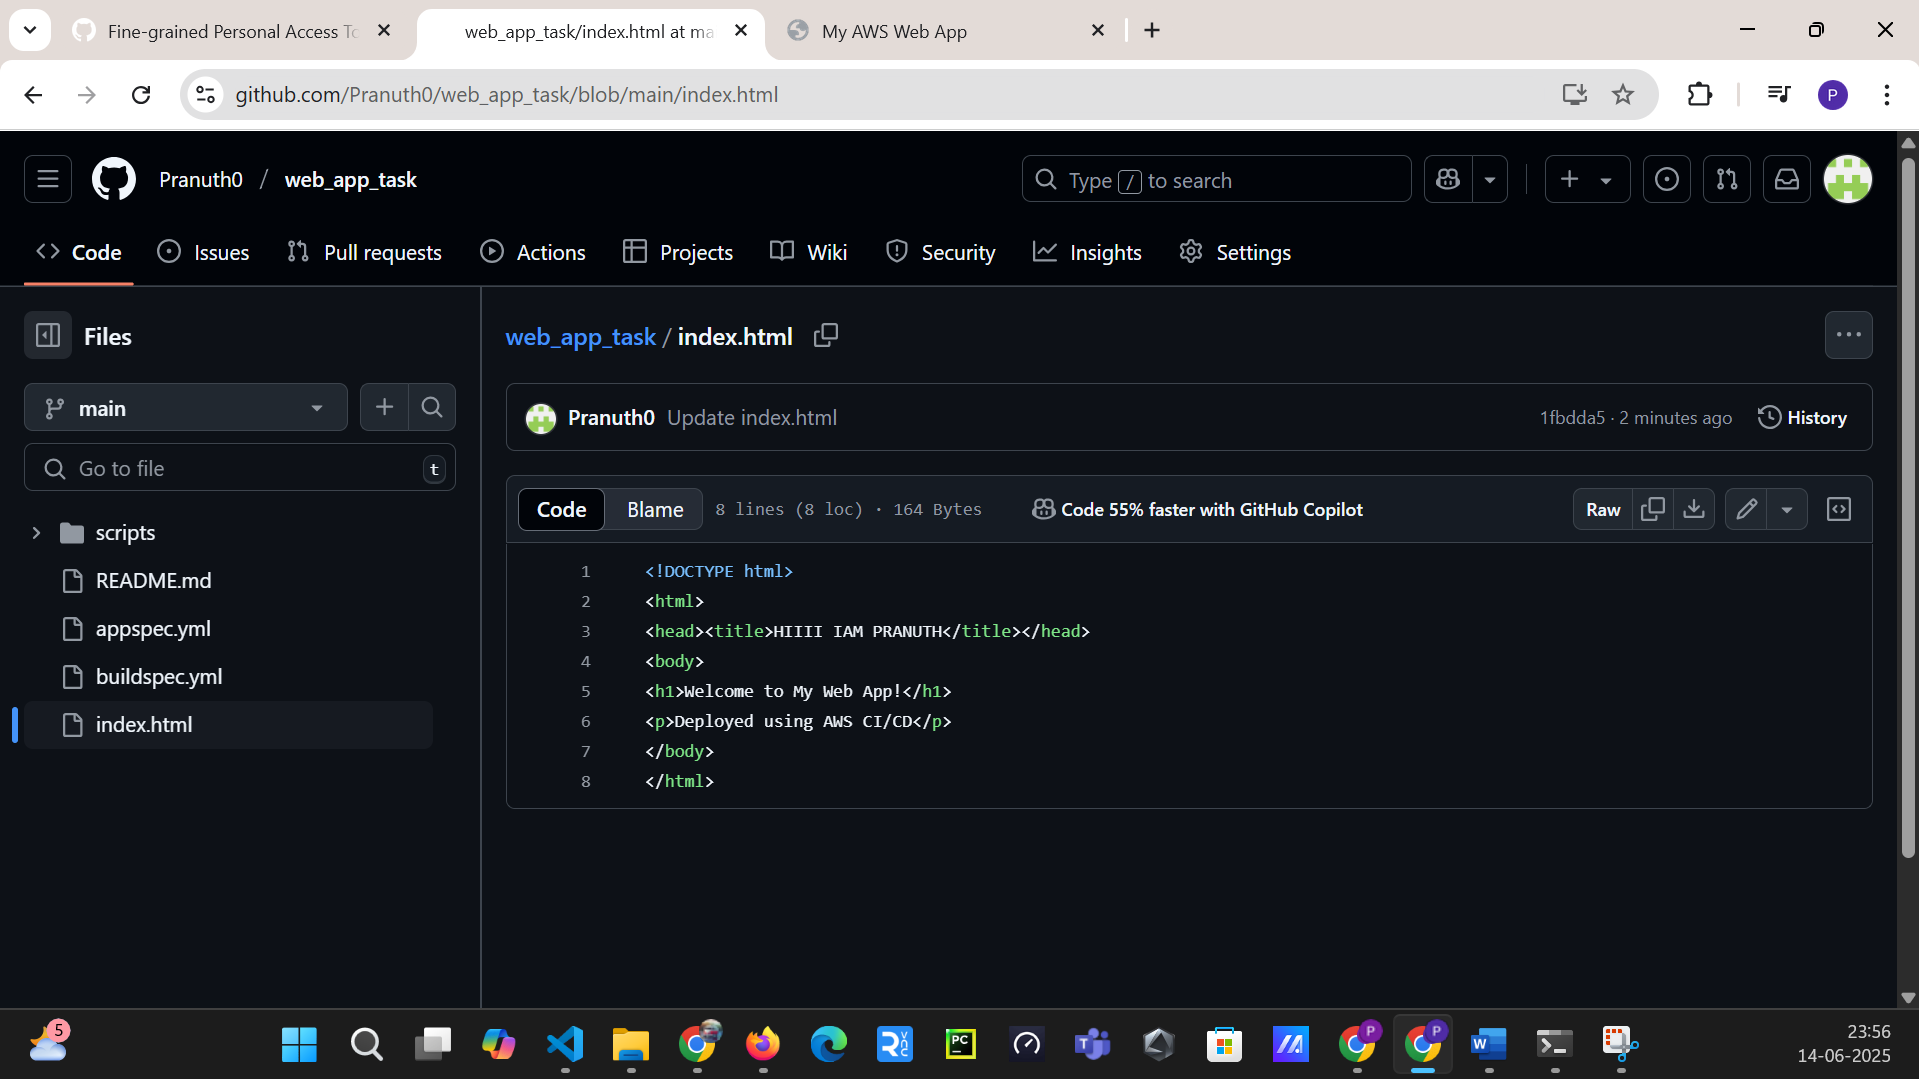 Fine-grained Personal Access To
web_app_task/index.html at ma
My AWS Web App
github.com/Pranuth0/web_app_task/blob/main/index.html
P
Pranuth0 / web_app_task
Type / to search
Code
Issues
Pull requests
Actions
Projects
Wiki
Security
Insights
Settings
Files
main
Go to file
t
scripts
README.md
appspec.yml
buildspec.yml
index.html
web_app_task / index.html
Pranuth0 Update index.html
1fbdda5 · 2 minutes ago
History
Code
Blame
8 lines (8 loc) · 164 Bytes
Code 55% faster with GitHub Copilot
Raw
1 <!DOCTYPE html>
2 <html>
3 <head><title>HIIII IAM PRANUTH</title></head>
4 <body>
5 <h1>Welcome to My Web App!</h1>
6 <p>Deployed using AWS CI/CD</p>
7 </body>
8 </html>
5
PC
P
P
W
23:56
14-06-2025